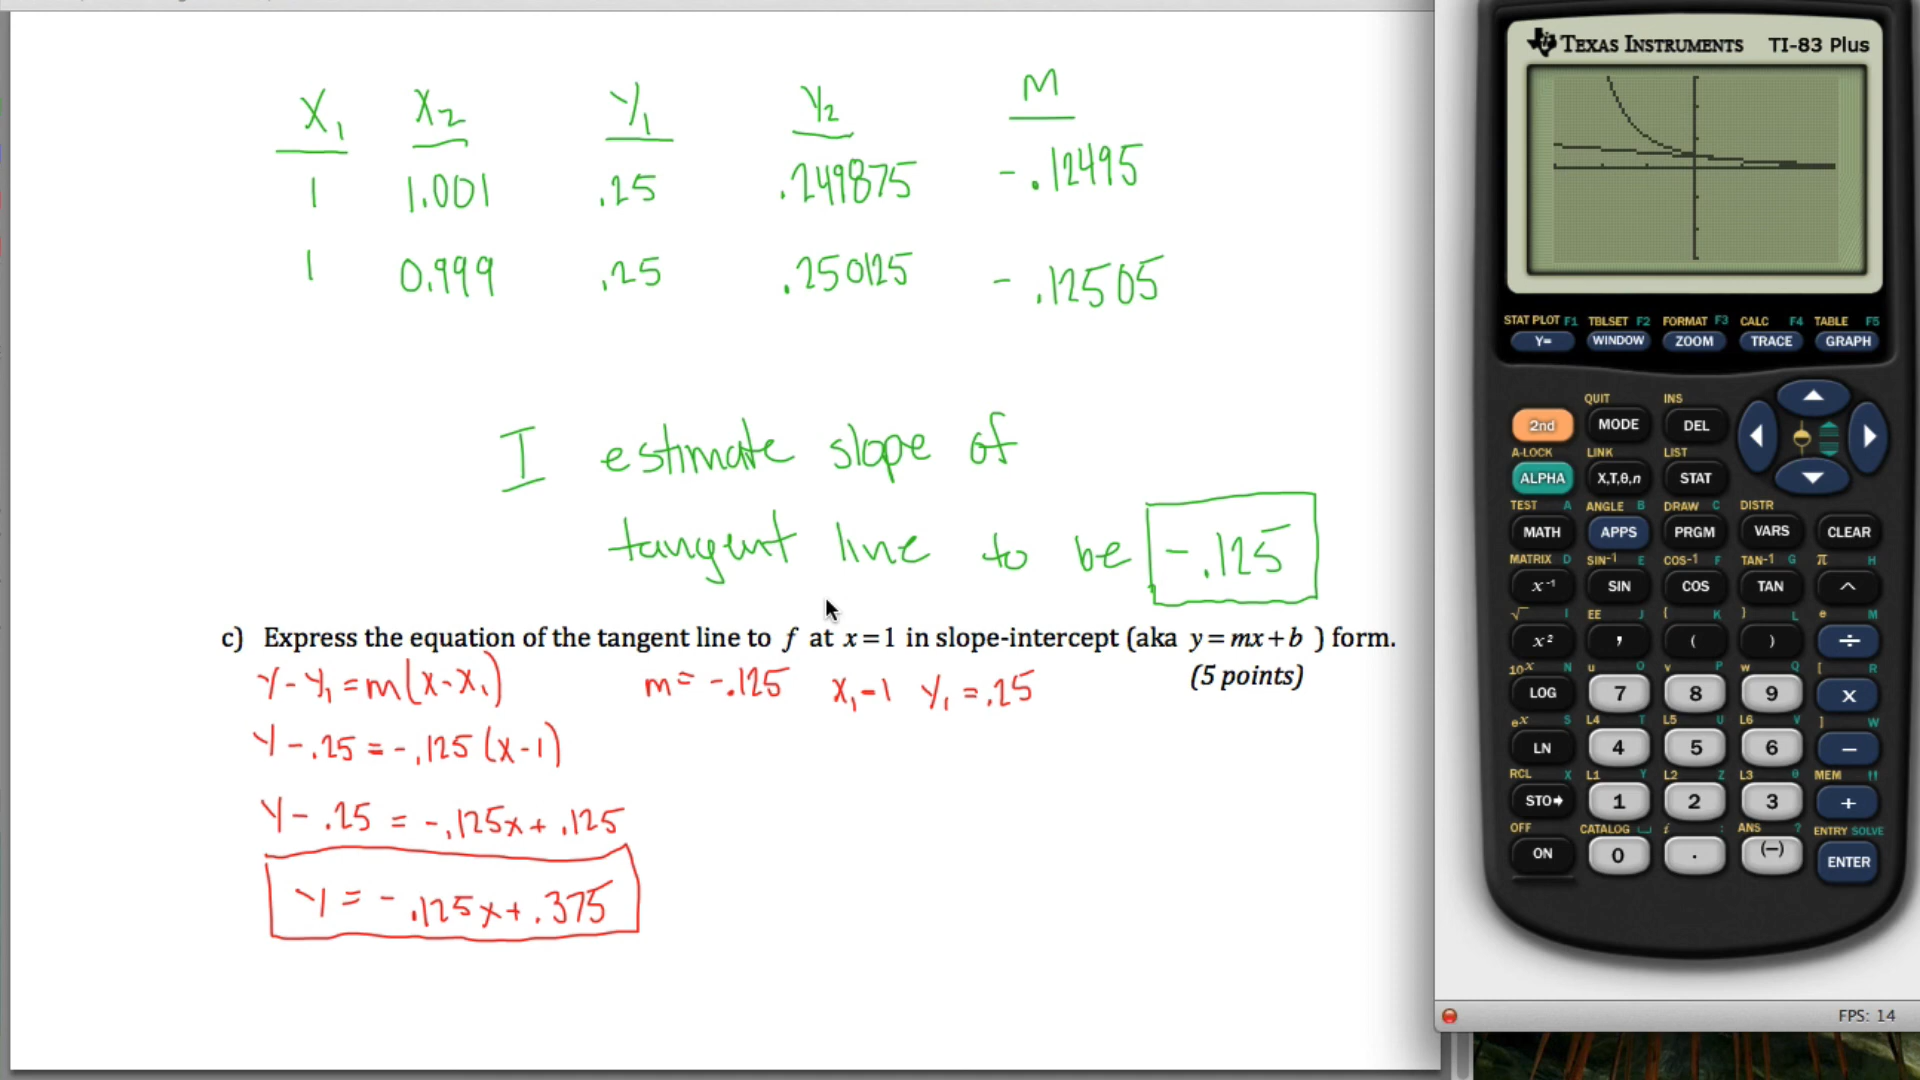 X₁ X₂ Y₁ Y₂ M
1 1.001 .25 .249875 -.12495
1 0.999 .25 .250125 -.12505
I estimate slope of
tangent line to be -.125
c) Express the equation of the tangent line to f at x=1 in slope-intercept (aka y=mx+b ) form.
(5 points)
Y-Y₁=m(X-X₁) m= -.125 X₁-1 Y₁=.25
Y-.25=-.125(X-1)
Y-.25 = -.125x+.125
Y= -.125x+.375
TEXAS INSTRUMENTS TI-83 Plus
STAT PLOT F1 TBLSET F2 FORMAT F3 CALC F4 TABLE F5
Y= WINDOW ZOOM TRACE GRAPH
QUIT INS
2nd MODE DEL
A-LOCK LINK LIST
ALPHA X,T,θ,n STAT
TEST A ANGLE B DRAW C DISTR
MATH APPS PRGM VARS CLEAR
MATRIX D SIN⁻¹ E COS⁻¹ F TAN⁻¹ G π H
x⁻¹ SIN COS TAN ^
√ I EE J { K } L e M
x² , ( ) ÷
10ˣ N u O v P w Q [ R
LOG 7 8 9 x
eˣ S L4 T L5 U L6 V ] W
LN 4 5 6 −
RCL X L1 Y L2 Z L3 θ MEM "
STO➔ 1 2 3 +
OFF CATALOG i : ANS ? ENTRY SOLVE
ON 0 . (−) ENTER
FPS: 14